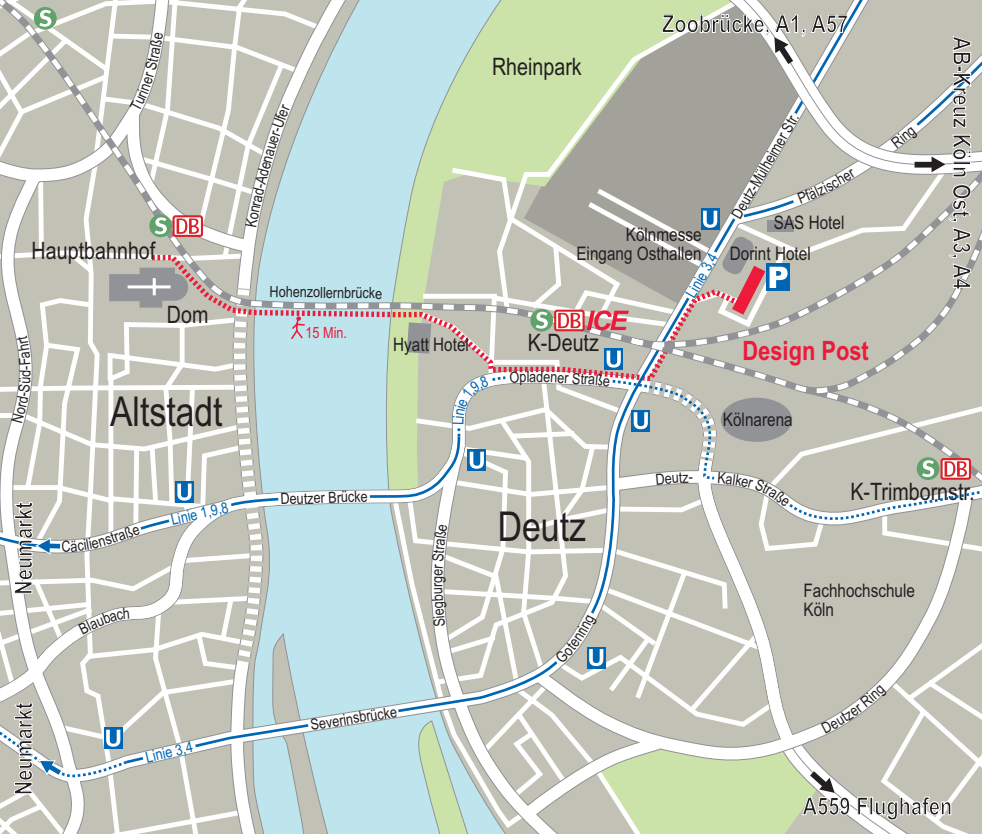 S
Zoobrücke, A1, A57
Turiner Straße
Rheinpark
AB-Kreuz Köln Ost, A3, A4
Konrad-Adenauer-Ufer
Deutz-Mülheimer Str.
Pfälzischer
Ring
S DB
Hauptbahnhof
U
SAS Hotel
Kölnmesse
Eingang Osthallen
Dorint Hotel
P
Linie 3,4
Hohenzollernbrücke
Dom
15 Min.
S DB ICE
K-Deutz
Hyatt Hotel
U
Design Post
Nord-Süd-Fahrt
Opladener Straße
Linie 1,9,8
Altstadt
U
Kölnarena
U
S DB
K-Trimbornstr.
Deutz-
Kalker Straße
U
Deutzer Brücke
Linie 1,9,8
Cäcilienstraße
Neumarkt
Deutz
Siegburger Straße
Fachhochschule
Köln
Blaubach
Gotenring
U
Deutzer Ring
Severinsbrücke
U
Linie 3,4
Neumarkt
A559 Flughafen